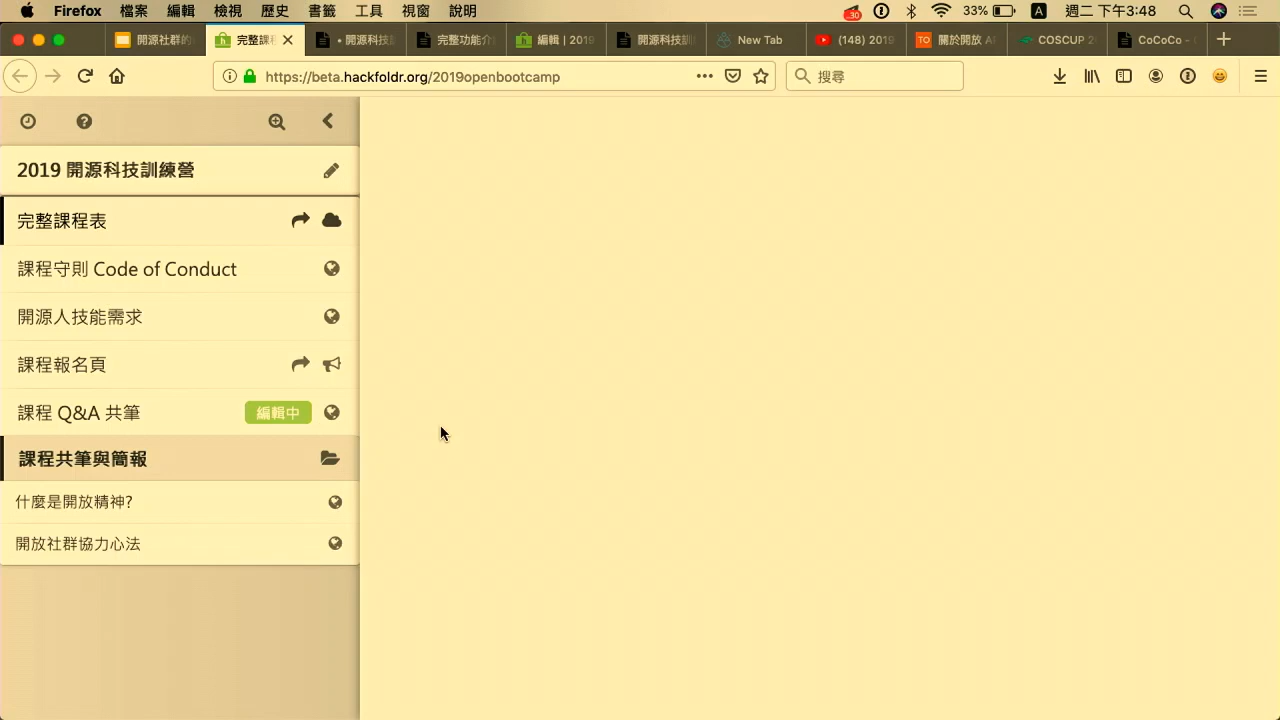 Firefox 檔案 編輯 檢視 歷史 書籤 工具 視窗 說明 30 33% A 週二 下午3:48
開源社群的 完整課程 • 開源科技訓 完整功能介 編輯 | 2019 開源科技訓 New Tab (148) 2019 TO 關於開放 A COSCUP 2 CoCoCo -
https://beta.hackfoldr.org/2019openbootcamp 搜尋
2019 開源科技訓練營
完整課程表
課程守則 Code of Conduct
開源人技能需求
課程報名頁
課程 Q&A 共筆 編輯中
課程共筆與簡報
什麼是開放精神?
開放社群協力心法